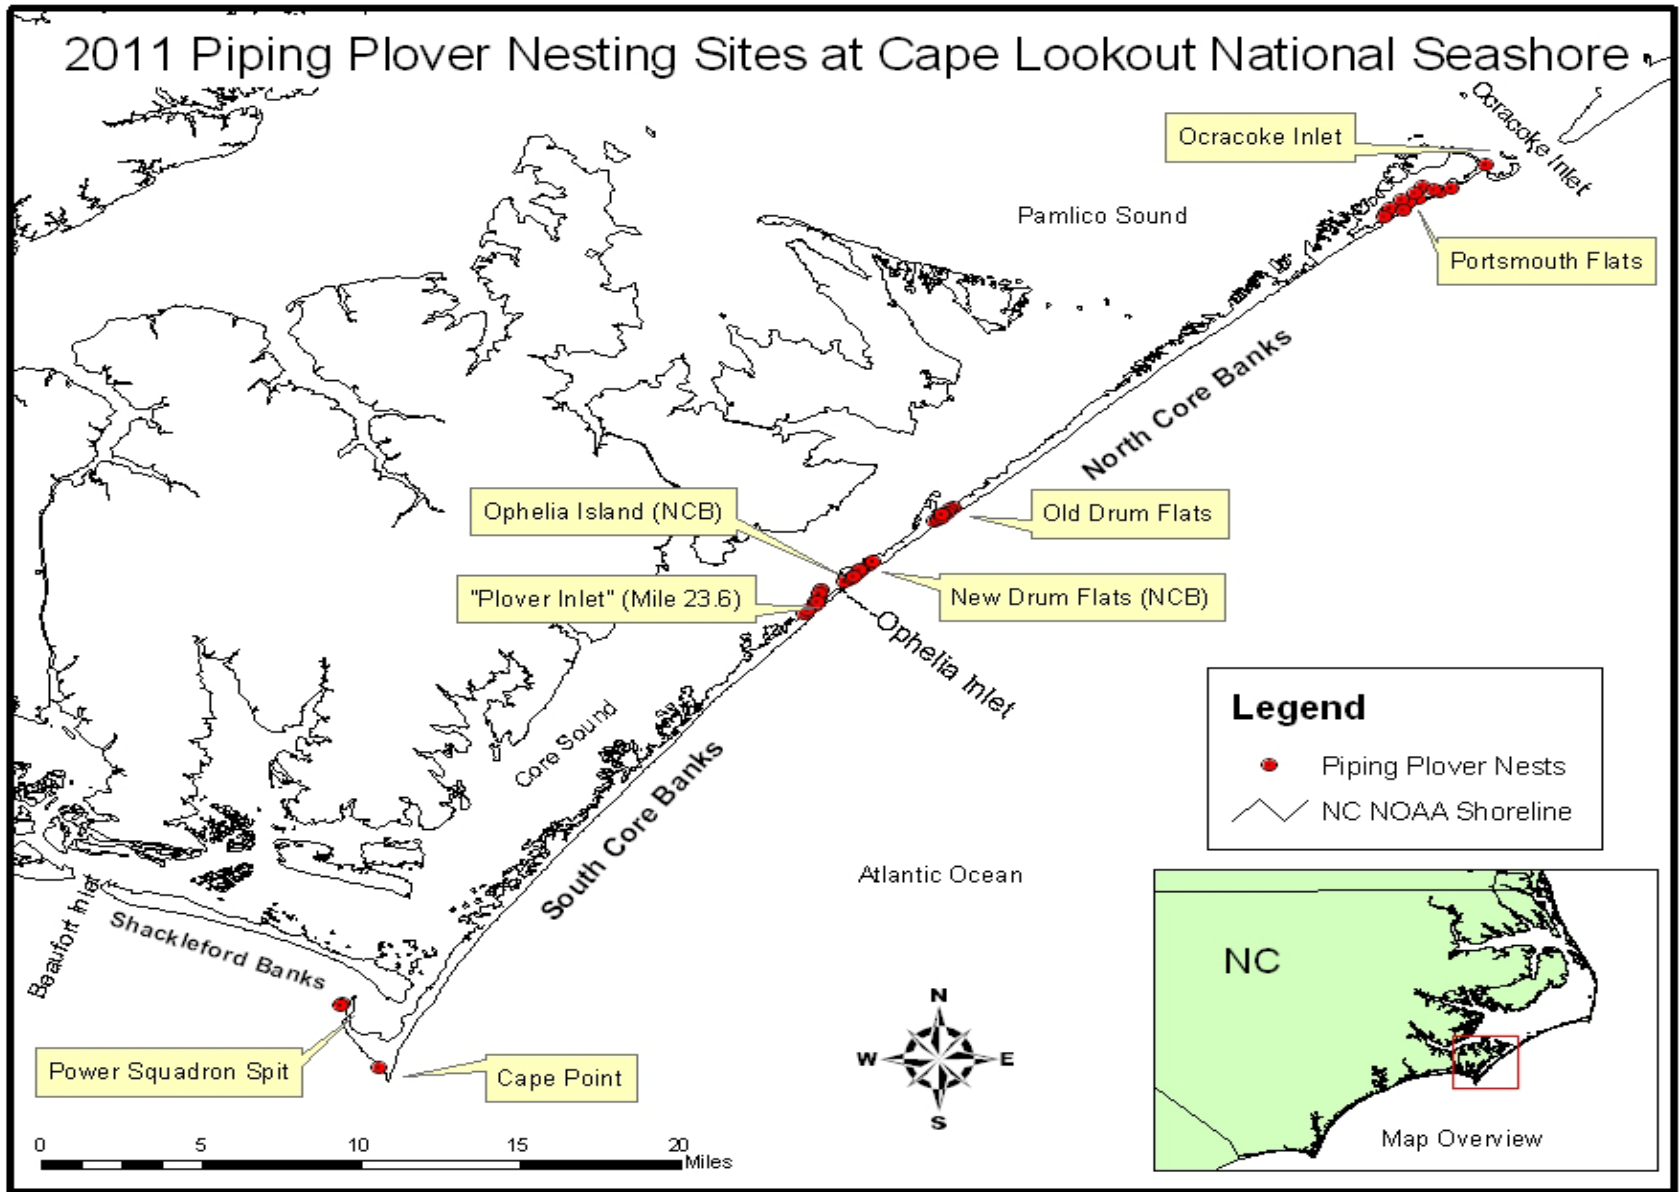 2011 Piping Plover Nesting Sites at Cape Lookout National Seashore
Ocracoke Inlet
Ocracoke Inlet
Pamlico Sound
Portsmouth Flats
North Core Banks
Ophelia Island (NCB)
Old Drum Flats
"Plover Inlet" (Mile 23.6)
New Drum Flats (NCB)
Ophelia Inlet
Core Sound
South Core Banks
Legend
Piping Plover Nests
NC NOAA Shoreline
Atlantic Ocean
Beaufort Inlet
Shackleford Banks
Power Squadron Spit
Cape Point
N
W E
S
NC
Map Overview
0 5 10 15 20
Miles